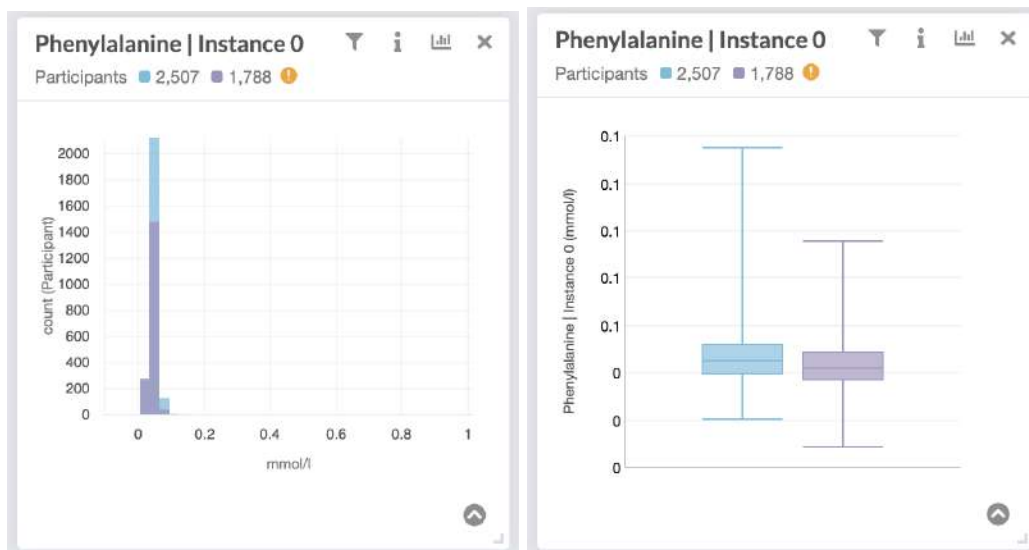 Phenylalanine | Instance 0
Participants 2,507 1,788
2000
1800
1600
1400
1200
1000
800
600
400
200
0
count (Participant)
0 0.2 0.4 0.6 0.8 1
mmol/l
Phenylalanine | Instance 0
Participants 2,507 1,788
0.1
0.1
0.1
0.1
0.1
0
0
0
Phenylalanine | Instance 0 (mmol/l)